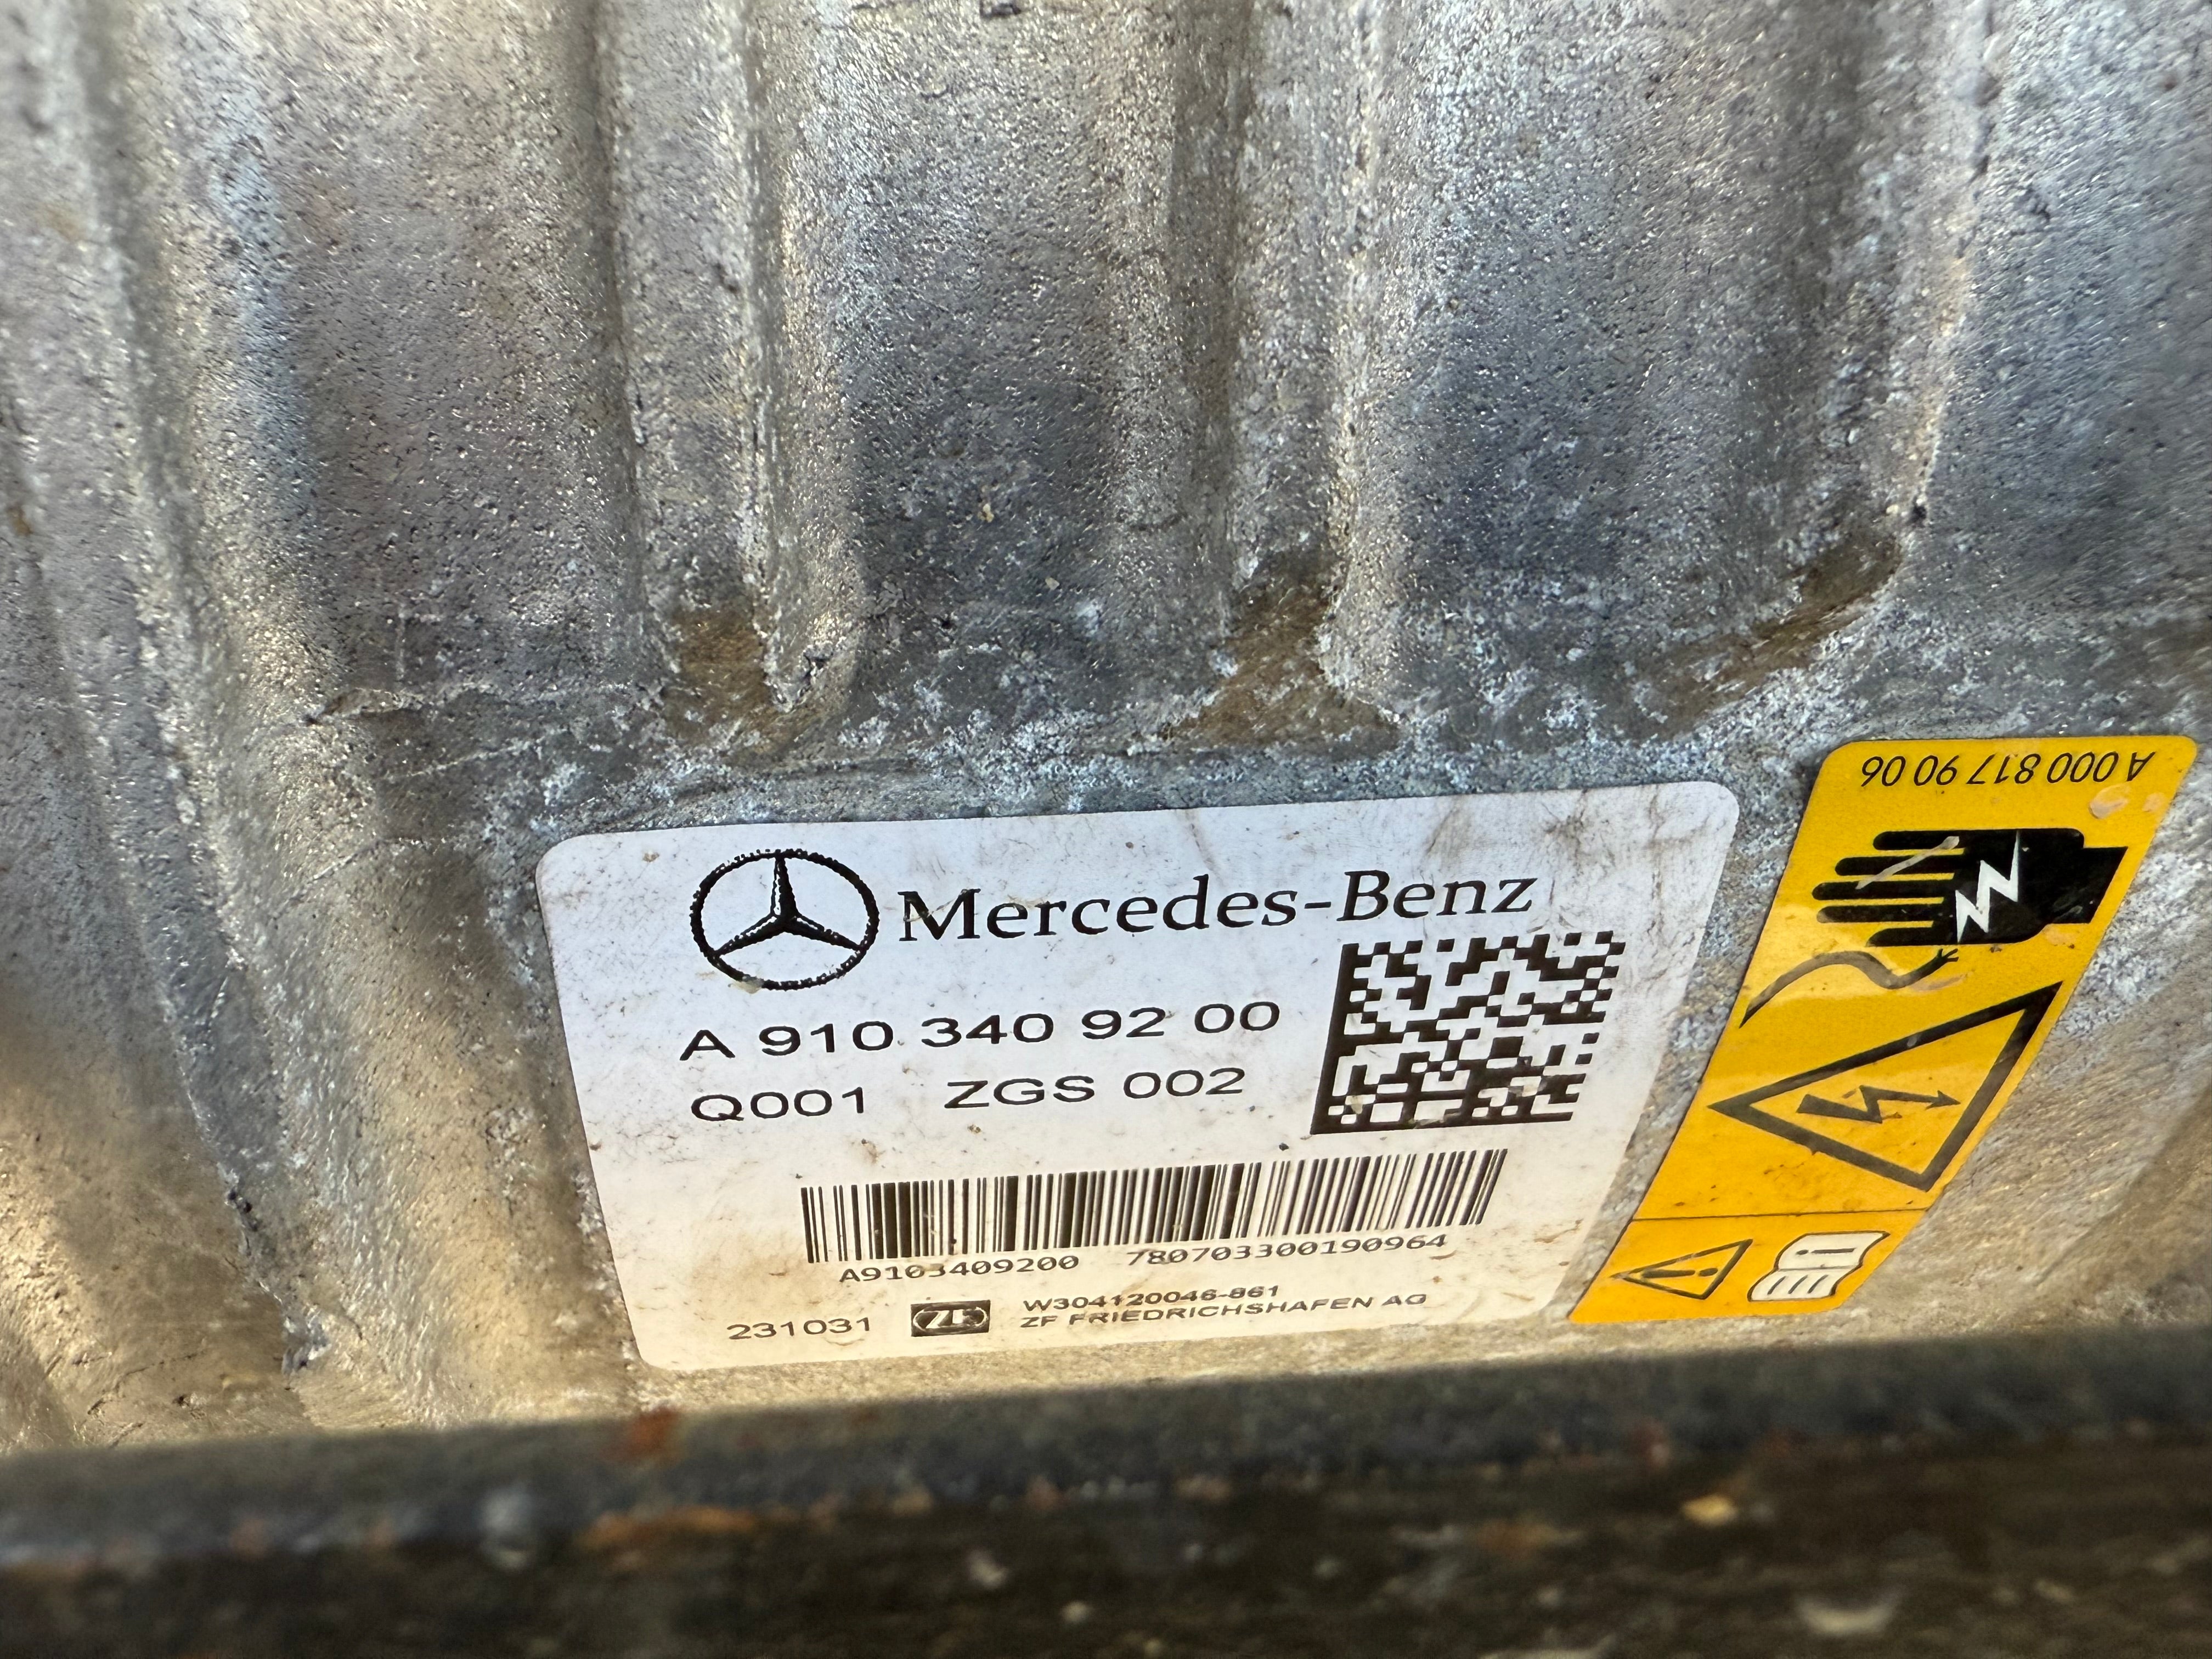 Mercedes-Benz
A 910 340 92 00
Q001 ZGS 002
A9103409200 780703300190964
231031 ZF W304120046-861
ZF FRIEDRICHSHAFEN AG
A 000 817 90 06